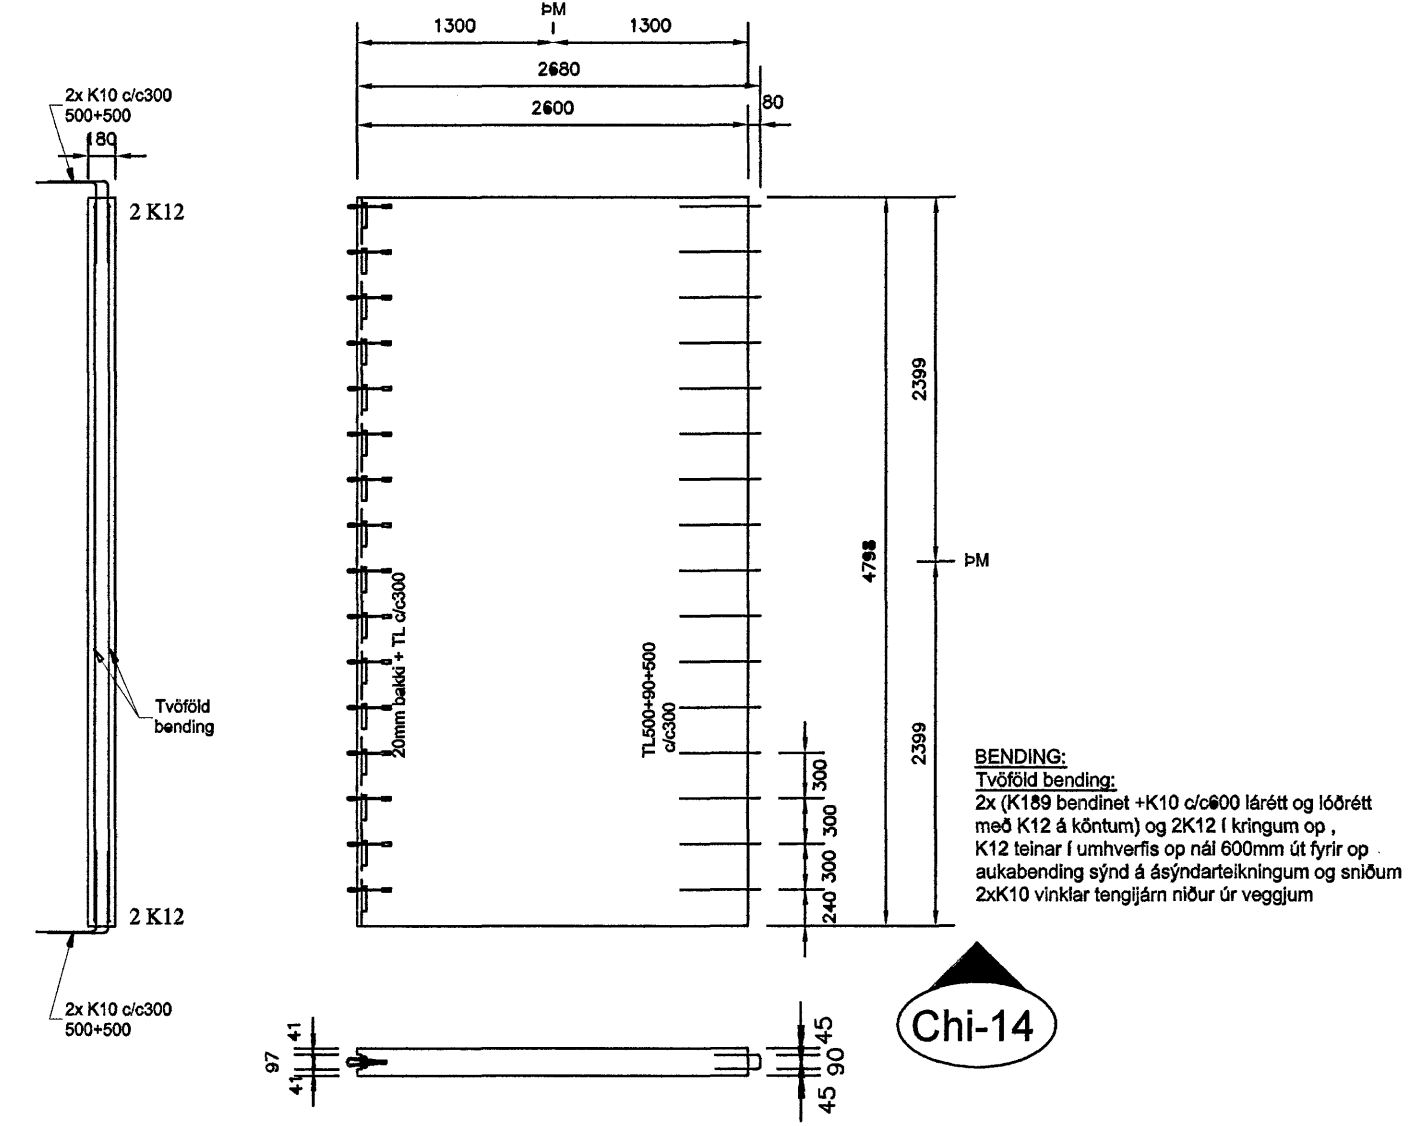 ÞM
1300
1300
2680
2600
80
2x K10 c/c300
500+500
180
2 K12
2399
4798
ÞM
20mm bakki + TL c/c300
TL500+90+500
c/c300
Tvöföld
bending
2399
300
300
300
240
BENDING:
Tvöföld bending:
2x (K189 bendinet +K10 c/c600 lárétt og lóðrétt
með K12 á köntum) og 2K12 í kringum op ,
K12 teinar í umhverfis op nái 600mm út fyrir op
aukabending sýnd á ásýndarteikningum og sniðum
2xK10 vinklar tengijárn niður úr veggjum
2 K12
2x K10 c/c300
500+500
Chi-14
41
97
41
45
90
45